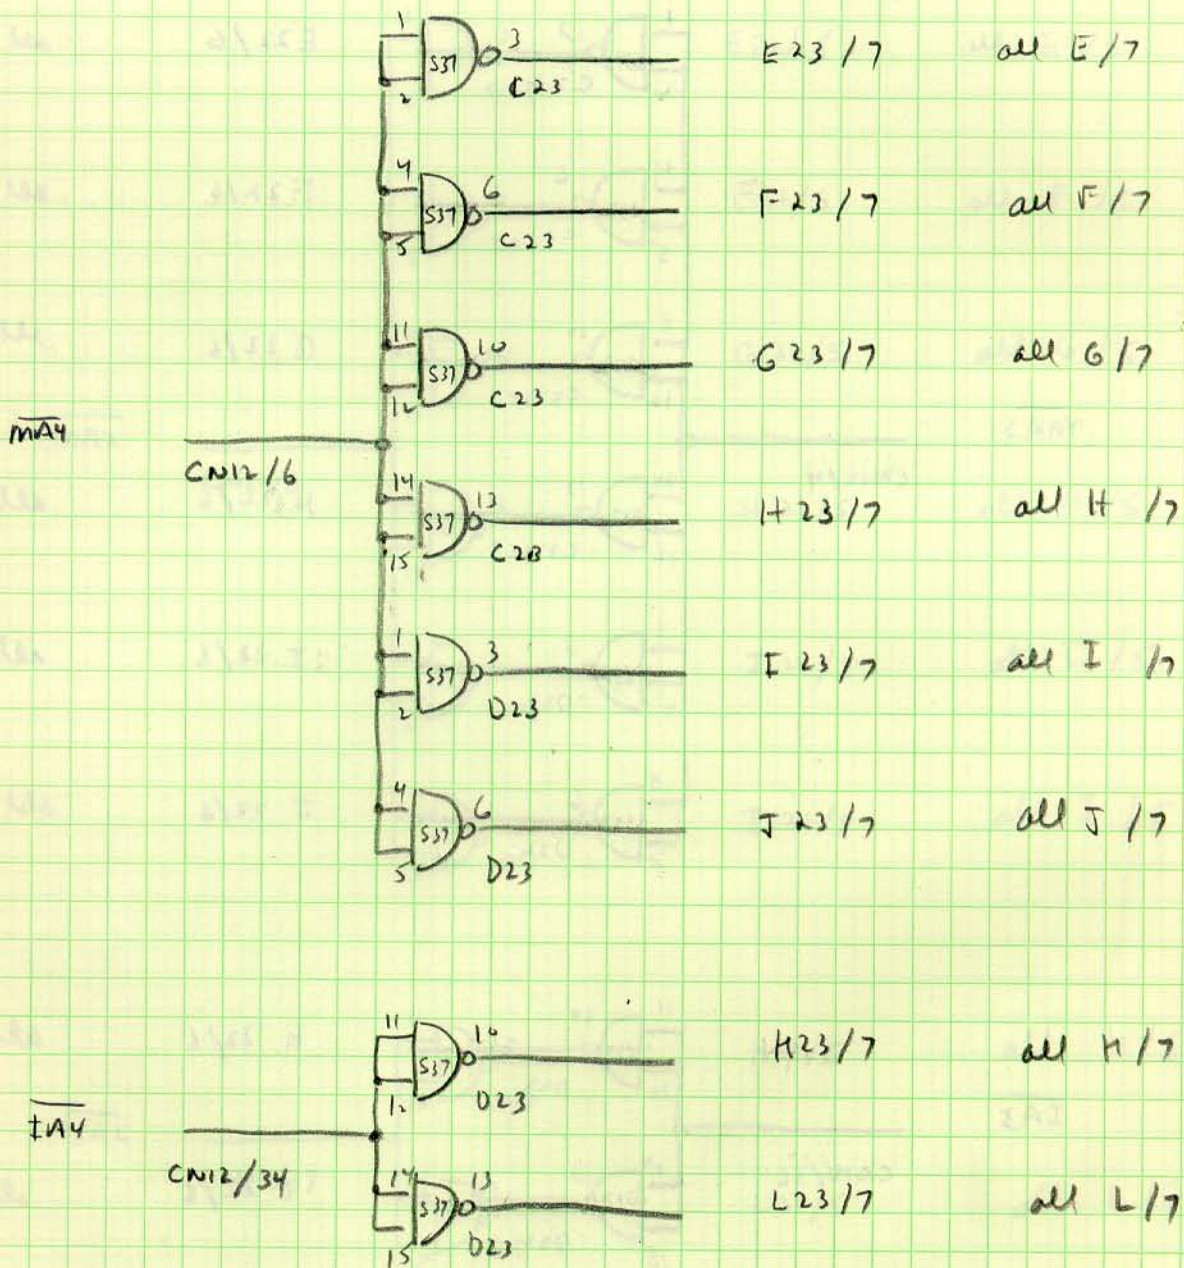 1 3
S37 E23/7 all E/7
2 C23
4 6
S37 F23/7 all F/7
5 C23
11 10
S37 G23/7 all G/7
12 C23
MA4
CN12/6
14 13
S37 H23/7 all H/7
15 C23
1 3
S37 I23/7 all I/7
2 D23
4 6
S37 J23/7 all J/7
5 D23
11 10
S37 H23/7 all H/7
12 D23
IA4
CN12/34
14 13
S37 L23/7 all L/7
15 D23